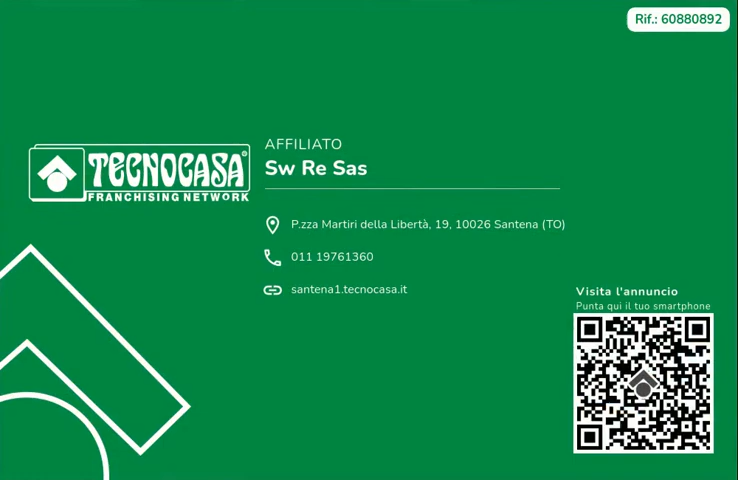 Rif.: 60880892
TECNOCASA®
FRANCHISING NETWORK
AFFILIATO
Sw Re Sas
P.zza Martiri della Libertà, 19, 10026 Santena (TO)
011 19761360
santena1.tecnocasa.it
Visita l'annuncio
Punta qui il tuo smartphone